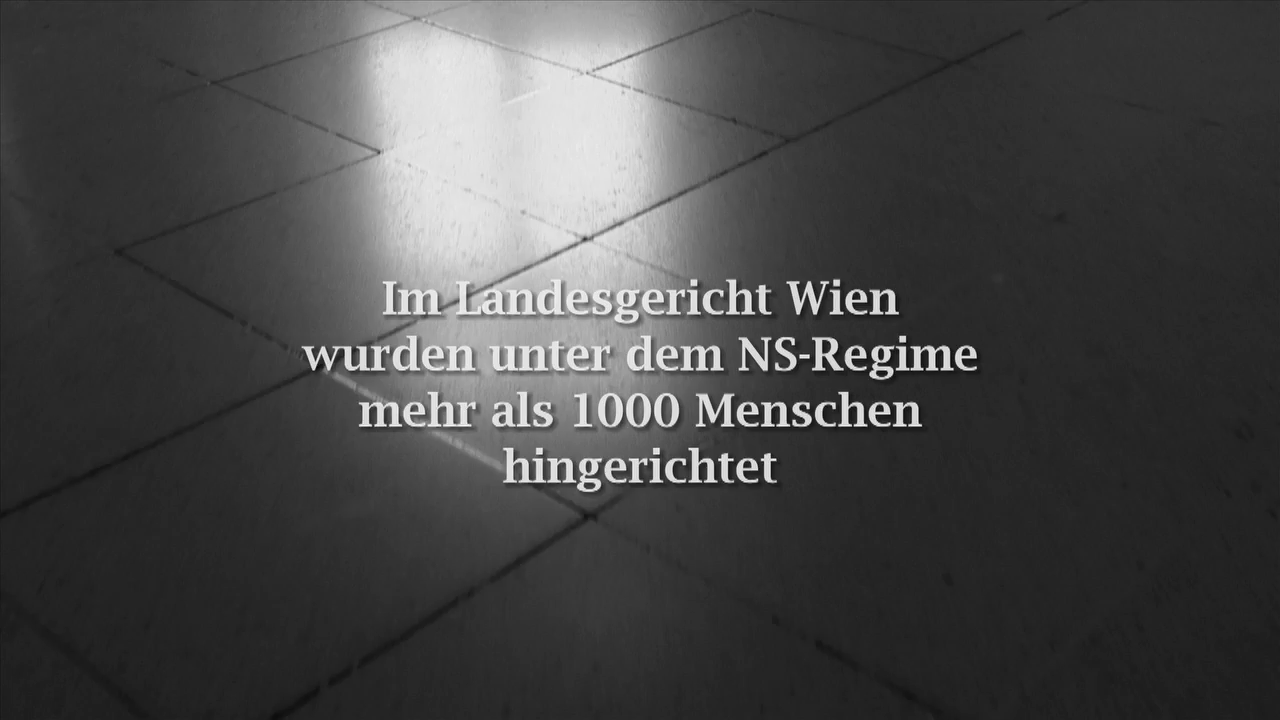 Im Landesgericht Wien
wurden unter dem NS-Regime
mehr als 1000 Menschen
hingerichtet